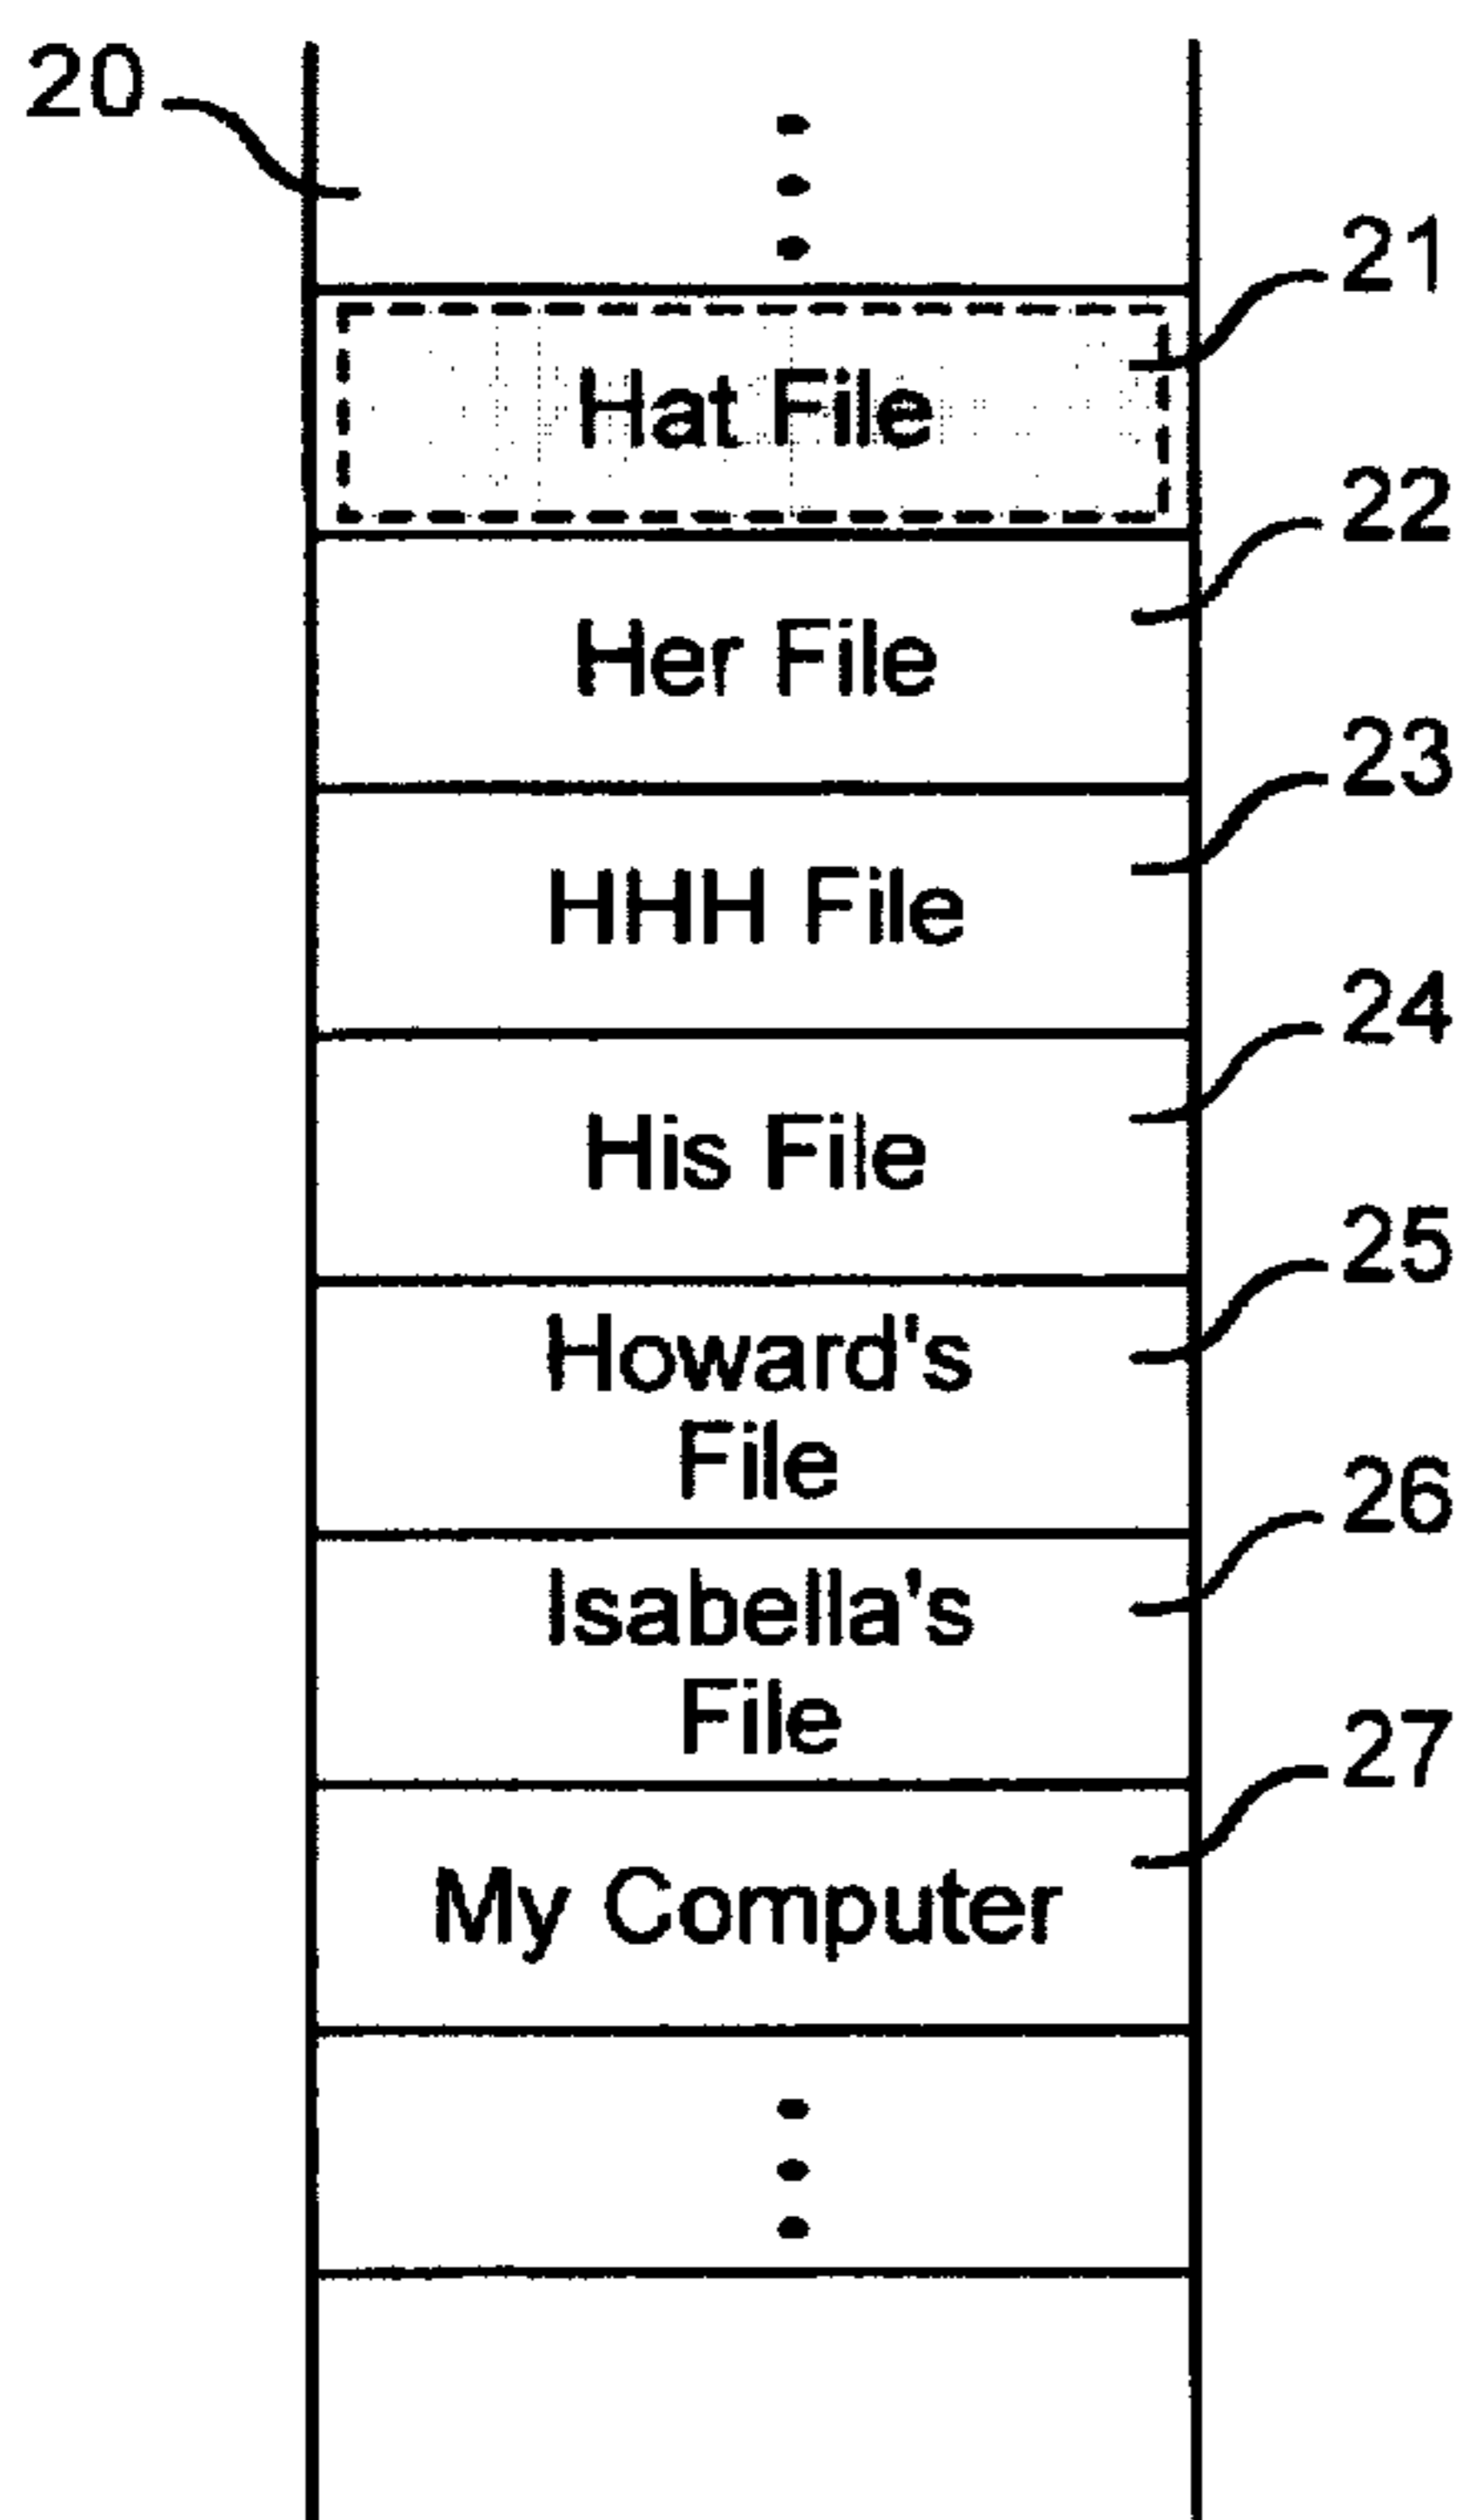 20
21
Hat File
22
Her File
23
HHH File
24
His File
25
Howard's
File
26
Isabella's
File
27
My Computer